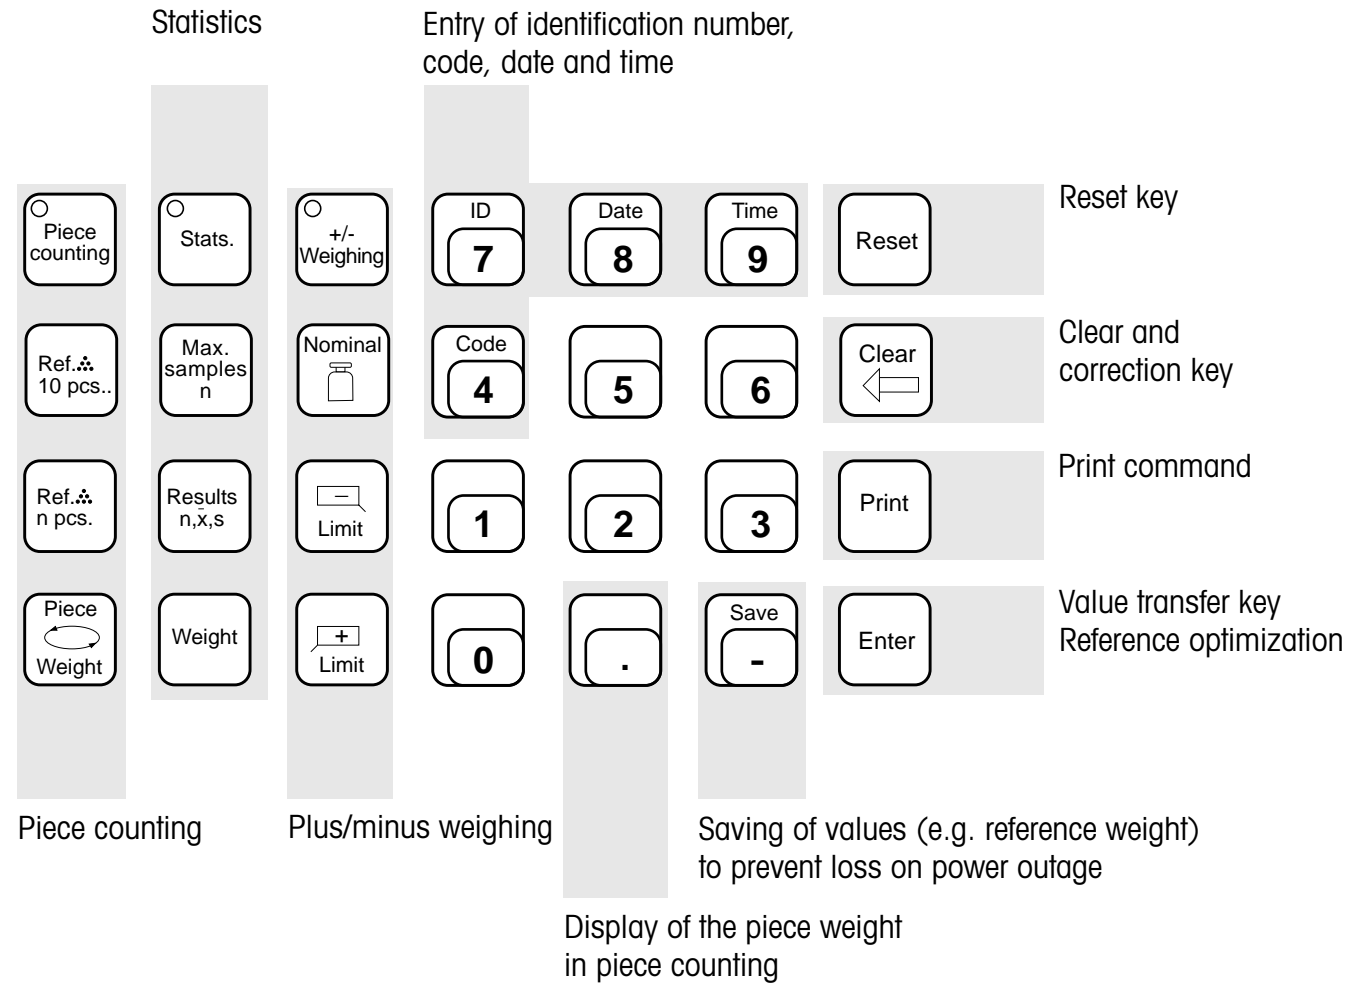 Statistics
Entry of identification number,
code, date and time
Piece
counting
Stats.
+/-
Weighing
ID
7
Date
8
Time
9
Reset
Reset key
Ref.
10 pcs..
Max.
samples
n
Nominal
Code
4
5
6
Clear
Clear and
correction key
Ref.
n pcs.
Results
n,x̄,s
−
Limit
1
2
3
Print
Print command
Piece
Weight
Weight
+
Limit
0
.
Save
-
Enter
Value transfer key
Reference optimization
Piece counting
Plus/minus weighing
Saving of values (e.g. reference weight)
to prevent loss on power outage
Display of the piece weight
in piece counting